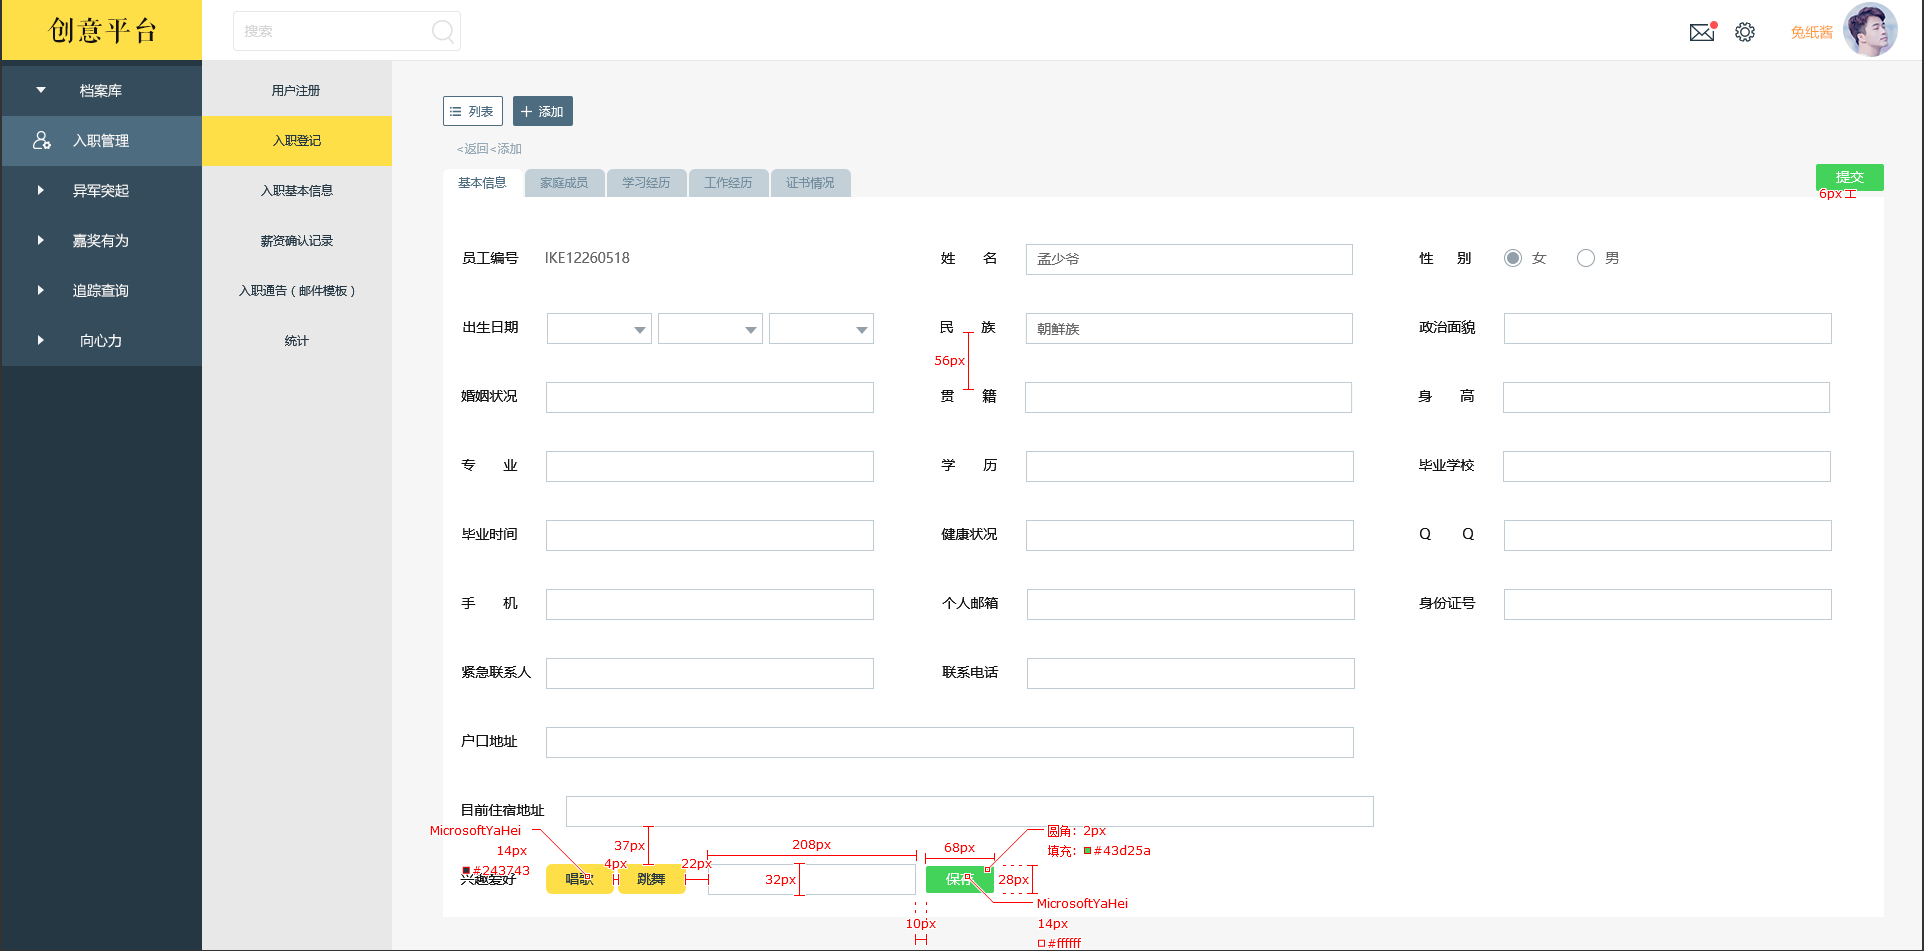 创意平台
搜索
兔纸酱
档案库
入职管理
异军突起
嘉奖有为
追踪查询
向心力
用户注册
入职登记
入职基本信息
薪资确认记录
入职通告（邮件模板）
统计
列表
添加
<返回<添加
基本信息
家庭成员
学习经历
工作经历
证书情况
提交
6px
员工编号 IKE12260518
姓 名 孟少爷
性 别 女 男
出生日期
民 族 朝鲜族
政治面貌
56px
婚姻状况
贯 籍
身 高
专 业
学 历
毕业学校
毕业时间
健康状况
Q Q
手 机
个人邮箱
身份证号
紧急联系人
联系电话
户口地址
目前住宿地址
MicrosoftYaHei
14px
#243743
37px
4px
22px
208px
68px
圆角：2px
填充：#43d25a
兴趣爱好
唱歌
跳舞
32px
保存
28px
10px
MicrosoftYaHei
14px
#ffffff